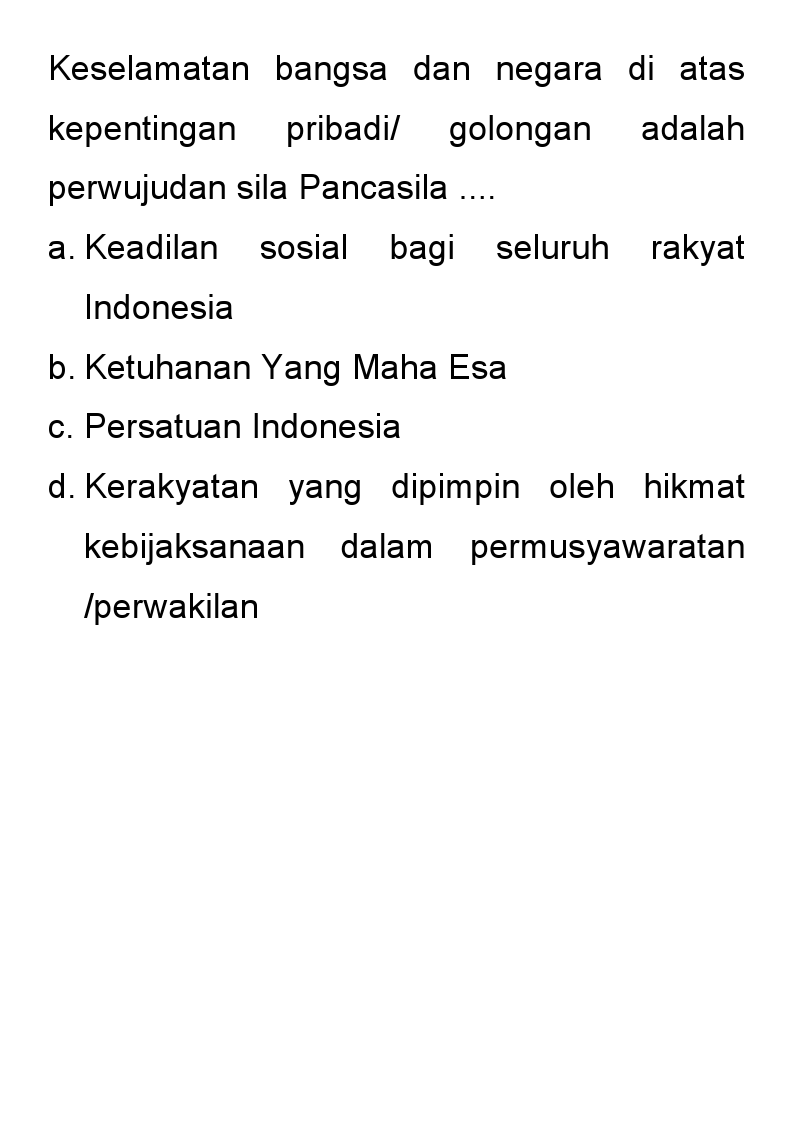 Keselamatan bangsa dan negara di atas
kepentingan pribadi/ golongan adalah
perwujudan sila Pancasila ....
a. Keadilan sosial bagi seluruh rakyat
Indonesia
b. Ketuhanan Yang Maha Esa
c. Persatuan Indonesia
d. Kerakyatan yang dipimpin oleh hikmat
kebijaksanaan dalam permusyawaratan
/perwakilan